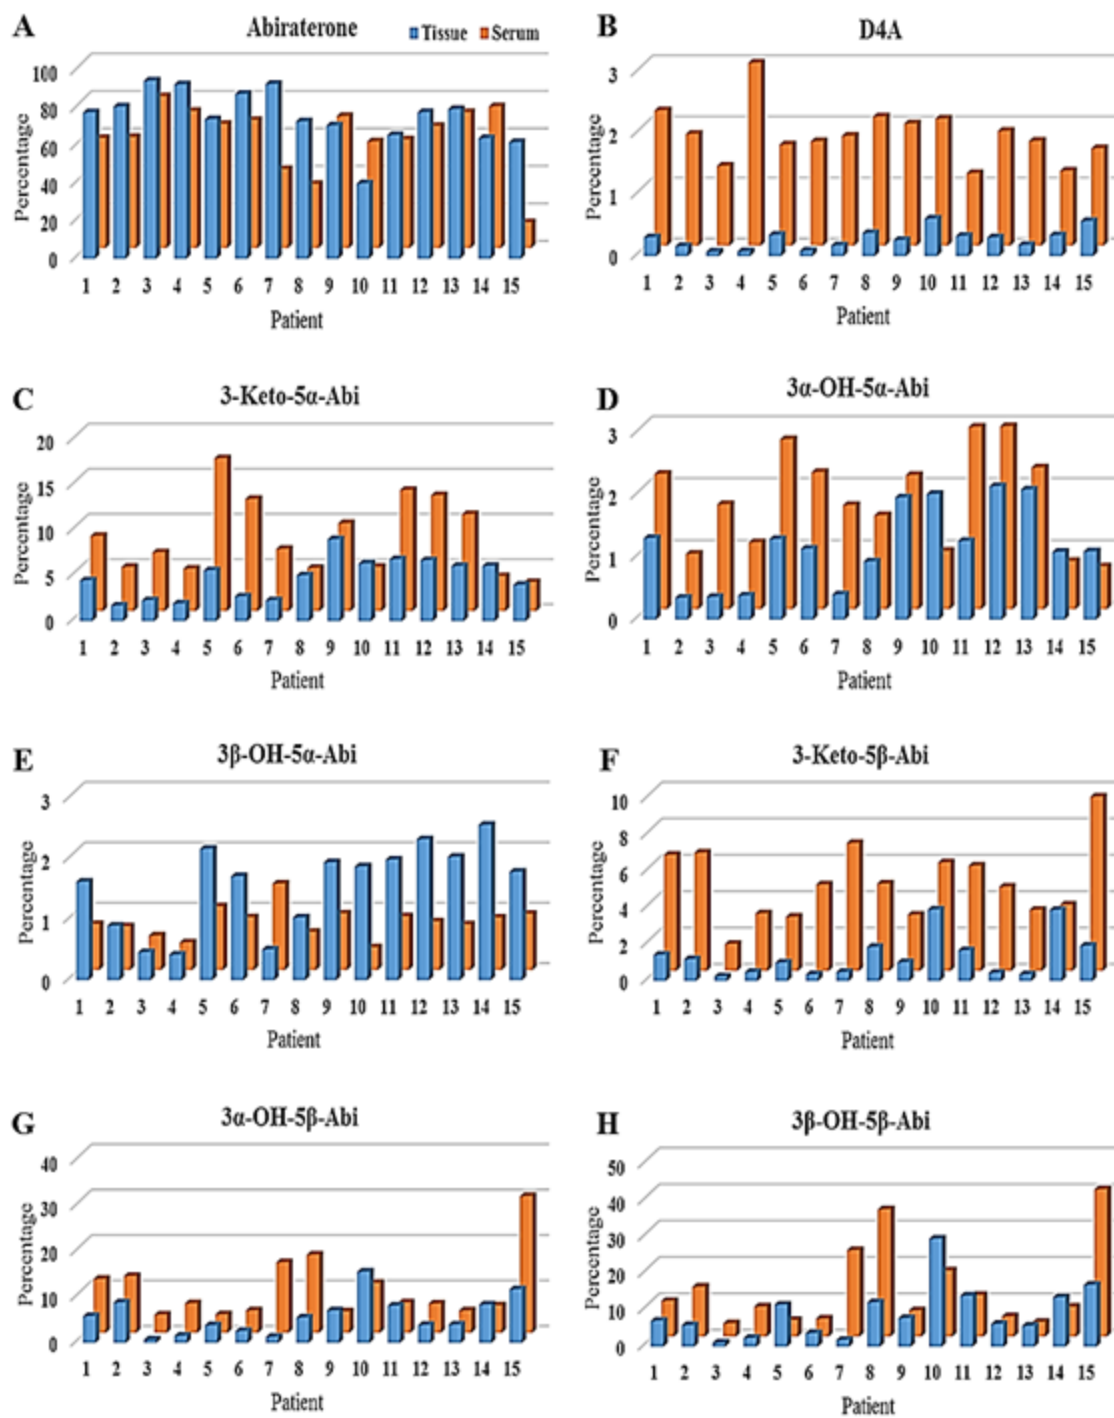 A
Abiraterone
Tissue Serum
100
80
60
40
20
0
Percentage
1 2 3 4 5 6 7 8 9 10 11 12 13 14 15
Patient
B
D4A
3
2
1
0
Percentage
1 2 3 4 5 6 7 8 9 10 11 12 13 14 15
Patient
C
3-Keto-5α-Abi
20
15
10
5
0
Percentage
1 2 3 4 5 6 7 8 9 10 11 12 13 14 15
Patient
D
3α-OH-5α-Abi
3
2
1
0
Percentage
1 2 3 4 5 6 7 8 9 10 11 12 13 14 15
Patient
E
3β-OH-5α-Abi
3
2
1
0
Percentage
1 2 3 4 5 6 7 8 9 10 11 12 13 14 15
Patient
F
3-Keto-5β-Abi
10
8
6
4
2
0
Percentage
1 2 3 4 5 6 7 8 9 10 11 12 13 14 15
Patient
G
3α-OH-5β-Abi
40
30
20
10
0
Percentage
1 2 3 4 5 6 7 8 9 10 11 12 13 14 15
Patient
H
3β-OH-5β-Abi
50
40
30
20
10
0
Percentage
1 2 3 4 5 6 7 8 9 10 11 12 13 14 15
Patient